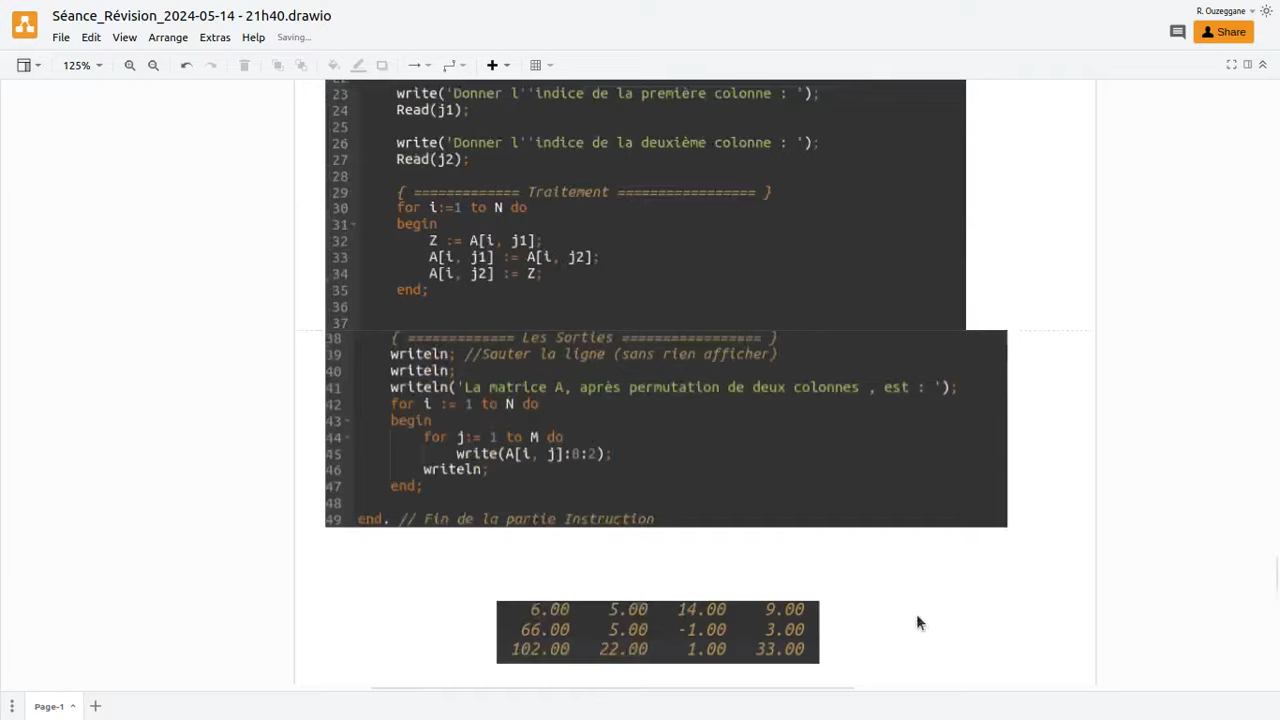 Séance_Révision_2024-05-14 - 21h40.drawio
R. Ouzeggane
File Edit View Arrange Extras Help Saving...
Share
125%
23 write('Donner l''indice de la première colonne : ');
24 Read(j1);
25
26 write('Donner l''indice de la deuxième colonne : ');
27 Read(j2);
28
29 { ============= Traitement ================= }
30 for i:=1 to N do
31 begin
32 Z := A[i, j1];
33 A[i, j1] := A[i, j2];
34 A[i, j2] := Z;
35 end;
36
37
38 { ============= Les Sorties ================= }
39 writeln; //Sauter la ligne (sans rien afficher)
40 writeln;
41 writeln('La matrice A, après permutation de deux colonnes , est : ');
42 for i := 1 to N do
43 begin
44 for j:= 1 to M do
45 write(A[i, j]:8:2);
46 writeln;
47 end;
48
49 end. // Fin de la partie Instruction
6.00 5.00 14.00 9.00
66.00 5.00 -1.00 3.00
102.00 22.00 1.00 33.00
Page-1